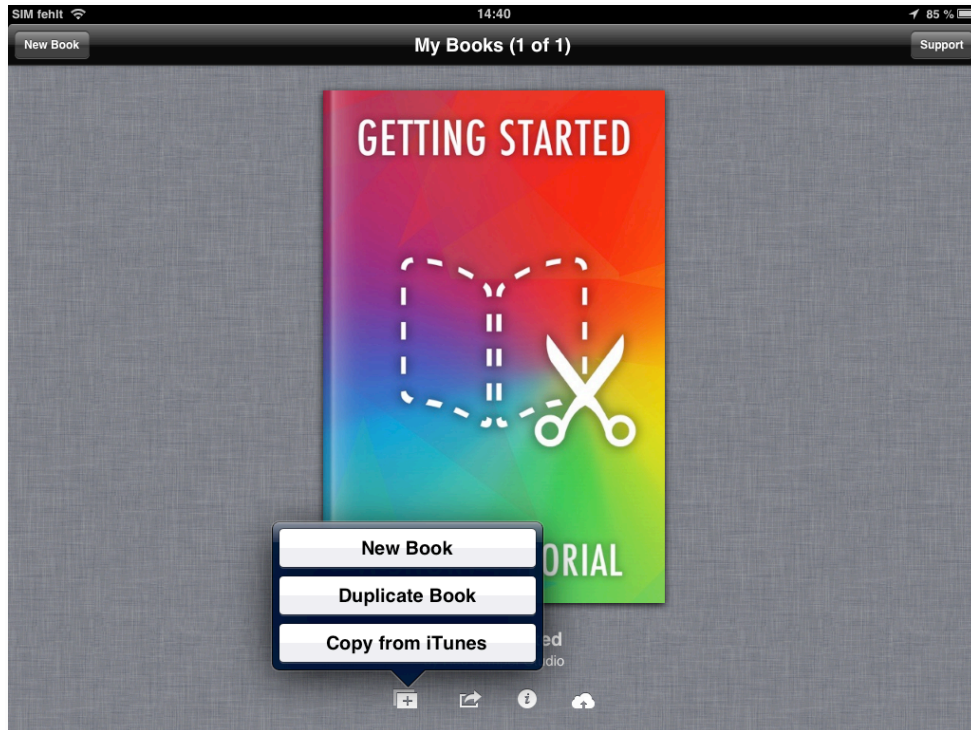 SIM fehlt 14:40 85 %
New Book My Books (1 of 1) Support
GETTING STARTED
ORIAL
New Book
Duplicate Book
Copy from iTunes
ed
dio